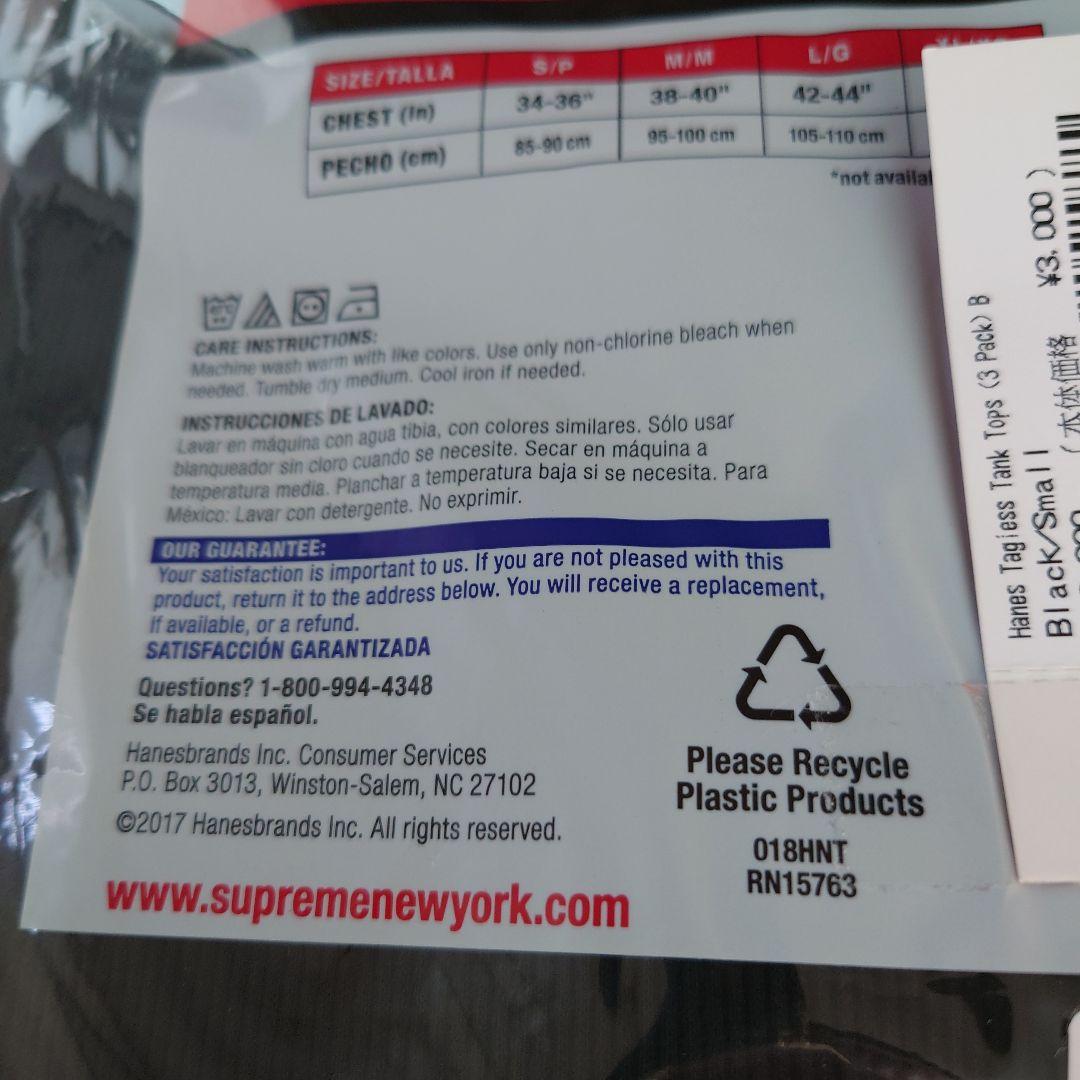 SIZE/TALLA S/P M/M L/G
CHEST (In) 34-36" 38-40" 42-44"
PECHO (cm) 85-90 cm 95-100 cm 105-110 cm
*not
CARE INSTRUCTIONS:
Machine wash warm with like colors. Use only non-chlorine bleach when
needed. Tumble dry medium. Cool iron if needed.
INSTRUCCIONES DE LAVADO:
Lavar en máquina con agua tibia, con colores similares. Sólo usar
blanqueador sin cloro cuando se necesite. Secar en máquina a
temperatura media. Planchar a temperatura baja si se necesita. Para
México: Lavar con detergente. No exprimir.
OUR GUARANTEE:
Your satisfaction is important to us. If you are not pleased with this
product, return it to the address below. You will receive a replacement,
if available, or a refund.
SATISFACCIÓN GARANTIZADA
Questions? 1-800-994-4348
Se habla español.
Hanesbrands Inc. Consumer Services
P.O. Box 3013, Winston-Salem, NC 27102
©2017 Hanesbrands Inc. All rights reserved.
www.supremenewyork.com
Please Recycle
Plastic Products
018HNT
RN15763
Hanes Tagless Tank Tops (3 Pack) B
Black/Small
(本体価格 ¥3,000)